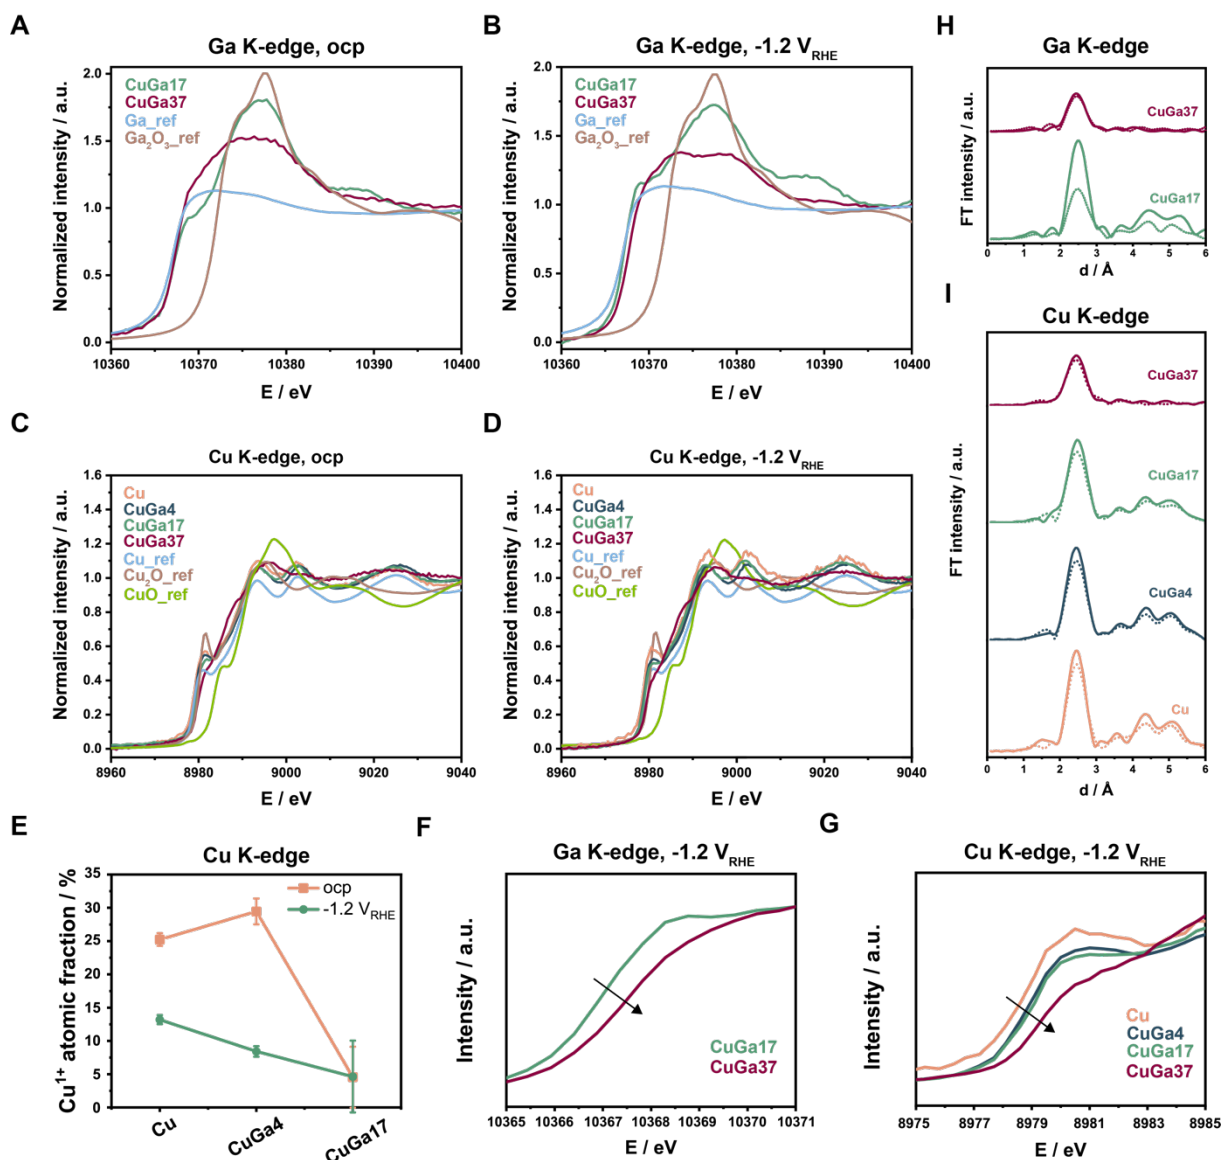 A
Ga K-edge, ocp
Normalized intensity / a.u.
2.0
1.5
1.0
0.5
0.0
CuGa17
CuGa37
Ga_ref
Ga₂O₃_ref
10360 10370 10380 10390 10400
E / eV
B
Ga K-edge, -1.2 V_RHE
Normalized intensity / a.u.
2.0
1.5
1.0
0.5
0.0
CuGa17
CuGa37
Ga_ref
Ga₂O₃_ref
10360 10370 10380 10390 10400
E / eV
H
Ga K-edge
FT intensity / a.u.
CuGa37
CuGa17
0 1 2 3 4 5 6
d / Å
C
Cu K-edge, ocp
Normalized intensity / a.u.
1.6
1.4
1.2
1.0
0.8
0.6
0.4
0.2
0.0
Cu
CuGa4
CuGa17
CuGa37
Cu_ref
Cu₂O_ref
CuO_ref
8960 8980 9000 9020 9040
E / eV
D
Cu K-edge, -1.2 V_RHE
Normalized intensity / a.u.
1.6
1.4
1.2
1.0
0.8
0.6
0.4
0.2
0.0
Cu
CuGa4
CuGa17
CuGa37
Cu_ref
Cu₂O_ref
CuO_ref
8960 8980 9000 9020 9040
E / eV
I
Cu K-edge
FT intensity / a.u.
CuGa37
CuGa17
CuGa4
Cu
0 1 2 3 4 5 6
d / Å
E
Cu K-edge
Cu¹⁺ atomic fraction / %
35
30
25
20
15
10
5
0
ocp
-1.2 V_RHE
Cu CuGa4 CuGa17
F
Ga K-edge, -1.2 V_RHE
Intensity / a.u.
CuGa17
CuGa37
10365 10366 10367 10368 10369 10370 10371
E / eV
G
Cu K-edge, -1.2 V_RHE
Intensity / a.u.
Cu
CuGa4
CuGa17
CuGa37
8975 8977 8979 8981 8983 8985
E / eV